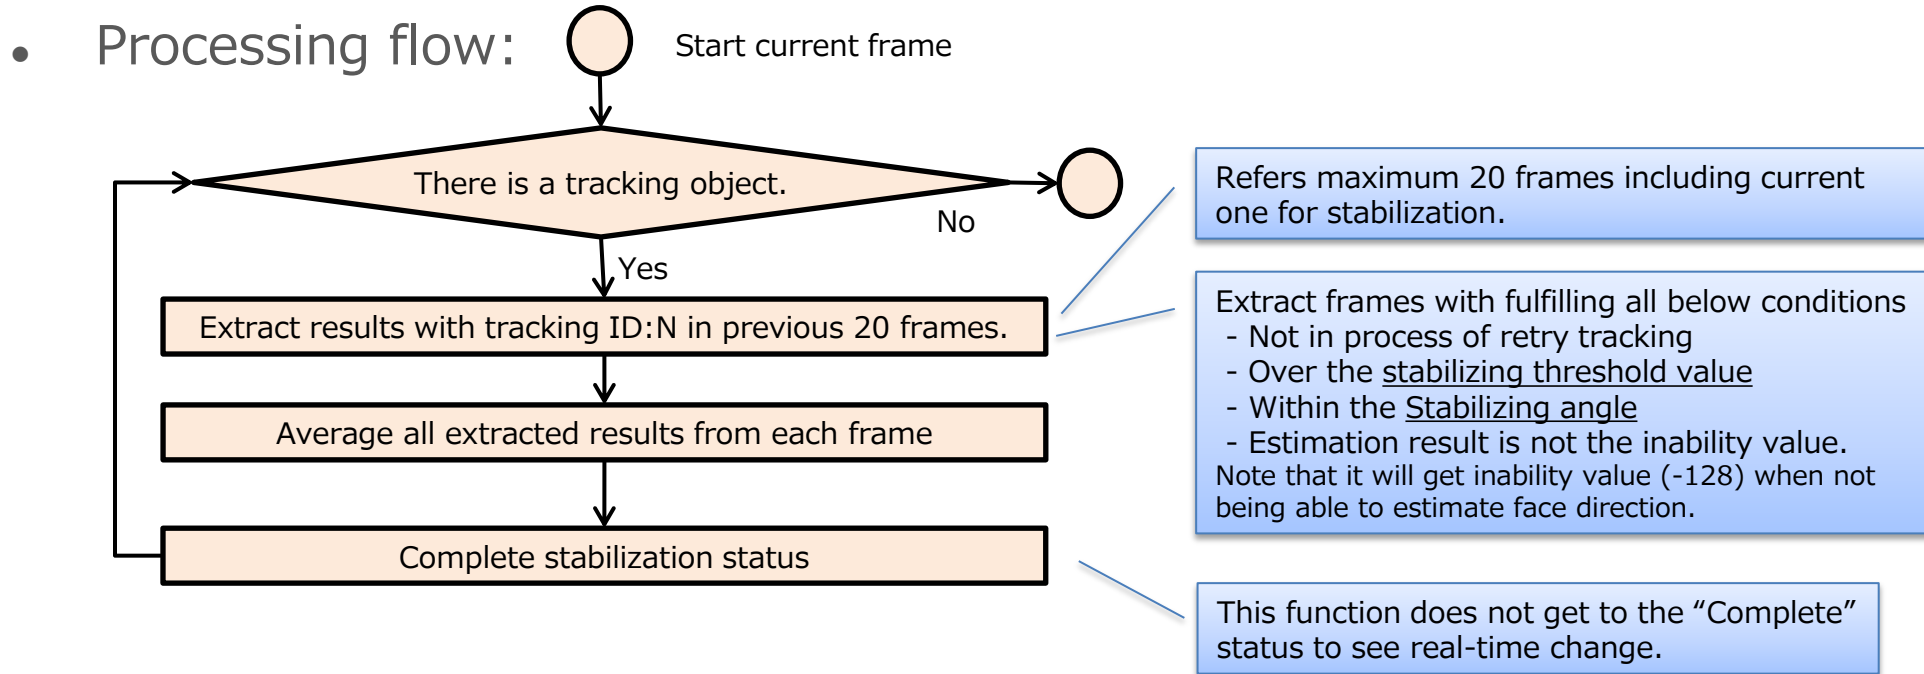 • Processing flow:
Start current frame
There is a tracking object.
No
Yes
Extract results with tracking ID:N in previous 20 frames.
Average all extracted results from each frame
Complete stabilization status
Refers maximum 20 frames including current
one for stabilization.
Extract frames with fulfilling all below conditions
- Not in process of retry tracking
- Over the stabilizing threshold value
- Within the Stabilizing angle
- Estimation result is not the inability value.
Note that it will get inability value (-128) when not
being able to estimate face direction.
This function does not get to the “Complete”
status to see real-time change.